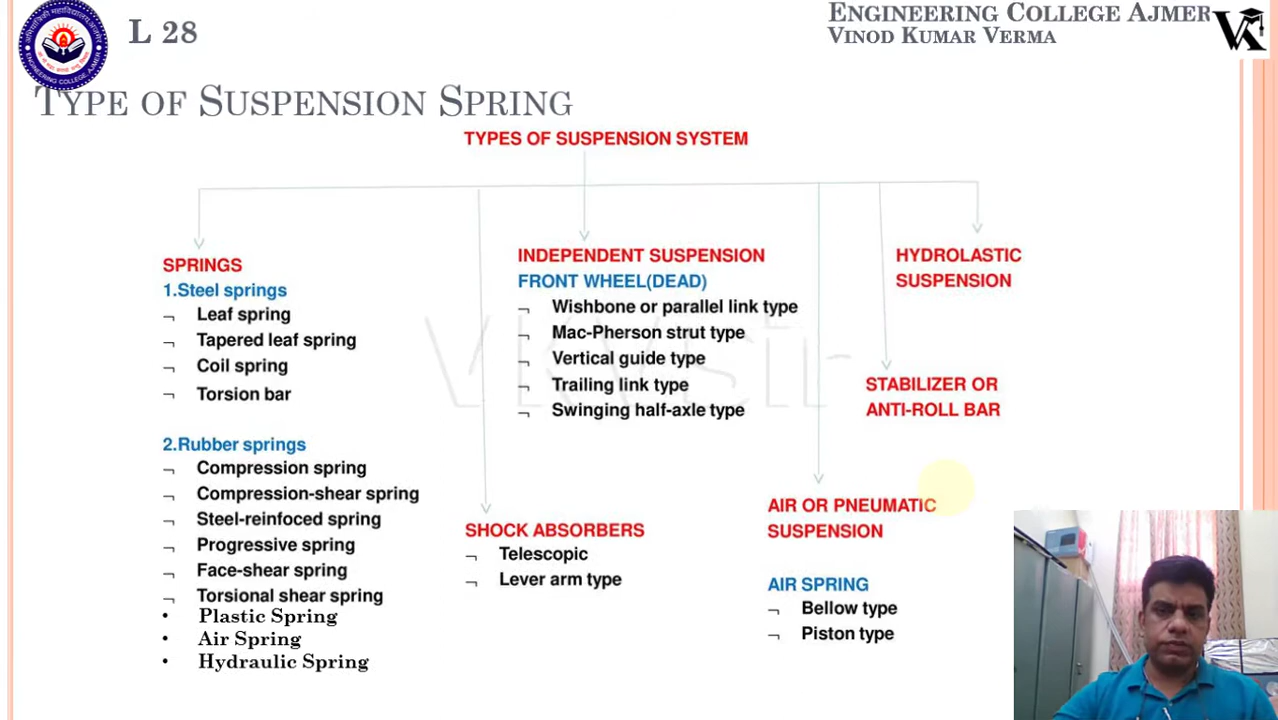 L 28
ENGINEERING COLLEGE AJMER
VINOD KUMAR VERMA
TYPE OF SUSPENSION SPRING
TYPES OF SUSPENSION SYSTEM
SPRINGS
1.Steel springs
Leaf spring
Tapered leaf spring
Coil spring
Torsion bar
2.Rubber springs
Compression spring
Compression-shear spring
Steel-reinfoced spring
Progressive spring
Face-shear spring
Torsional shear spring
Plastic Spring
Air Spring
Hydraulic Spring
SHOCK ABSORBERS
Telescopic
Lever arm type
INDEPENDENT SUSPENSION
FRONT WHEEL(DEAD)
Wishbone or parallel link type
Mac-Pherson strut type
Vertical guide type
Trailing link type
Swinging half-axle type
AIR OR PNEUMATIC
SUSPENSION
AIR SPRING
Bellow type
Piston type
STABILIZER OR
ANTI-ROLL BAR
HYDROLASTIC
SUSPENSION
VKVsir